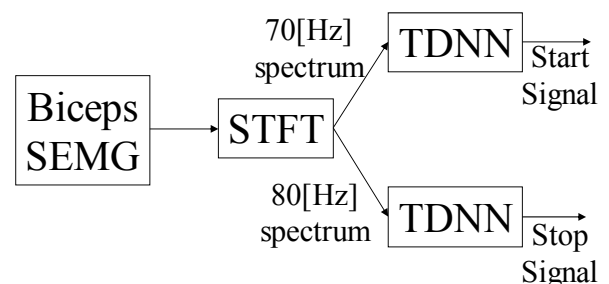 Biceps
SEMG
STFT
70[Hz]
spectrum
TDNN
Start
Signal
80[Hz]
spectrum
TDNN
Stop
Signal